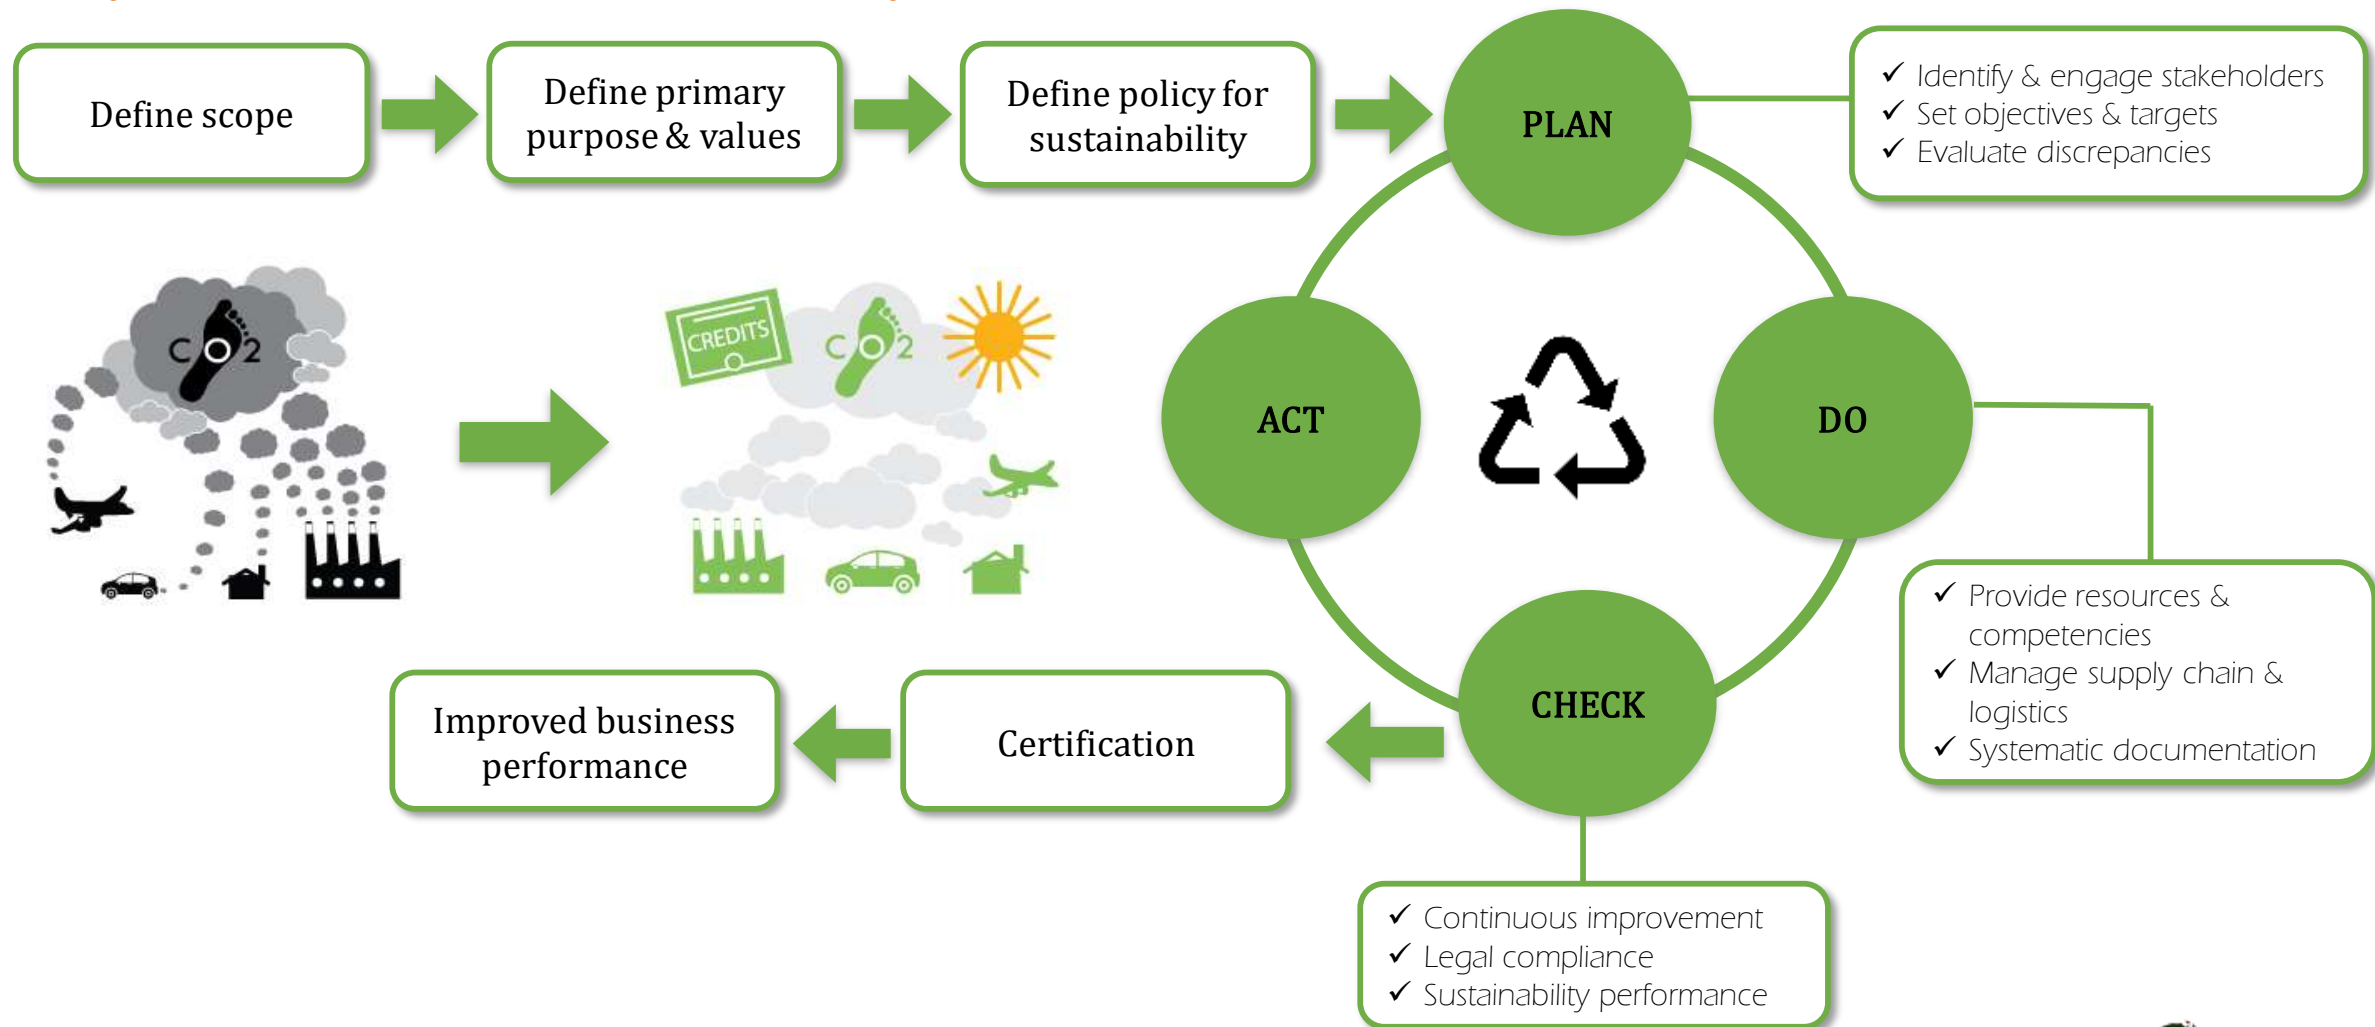 Define scope
Define primary
purpose & values
Define policy for
sustainability
PLAN
✓ Identify & engage stakeholders
✓ Set objectives & targets
✓ Evaluate discrepancies
CO2
CREDITS
CO2
ACT
DO
✓ Provide resources &
competencies
✓ Manage supply chain &
logistics
✓ Systematic documentation
CHECK
Certification
Improved business
performance
✓ Continuous improvement
✓ Legal compliance
✓ Sustainability performance